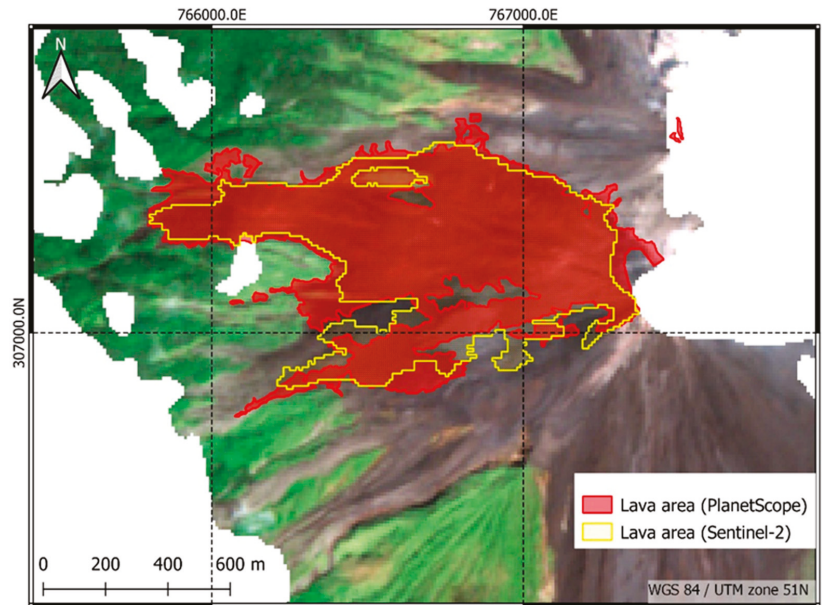 766000.0E 767000.0E
N
307000.0N
Lava area (PlanetScope)
Lava area (Sentinel-2)
0 200 400 600 m
WGS 84 / UTM zone 51N